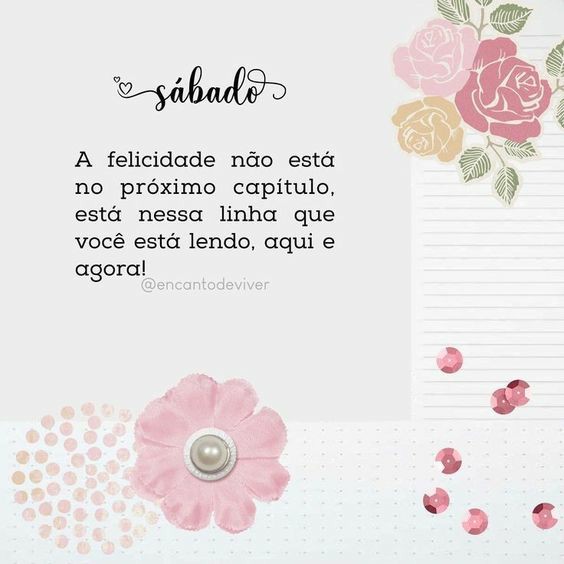 sábado
A felicidade não está
no próximo capítulo,
está nessa linha que
você está lendo, aqui e
agora!
@encantodeviver